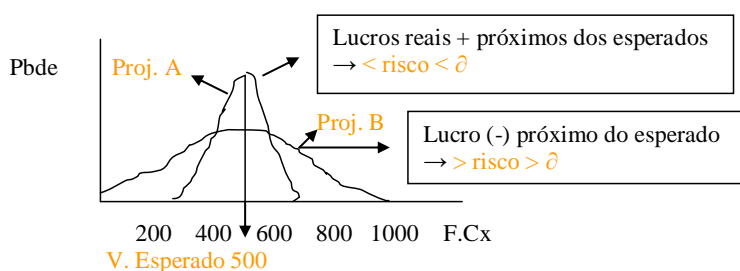 Lucros reais + próximos dos esperados
→ < risco < ∂
Pbde
Proj. A
Proj. B
Lucro (-) próximo do esperado
→ > risco > ∂
200 400 600 800 1000 F.Cx
V. Esperado 500